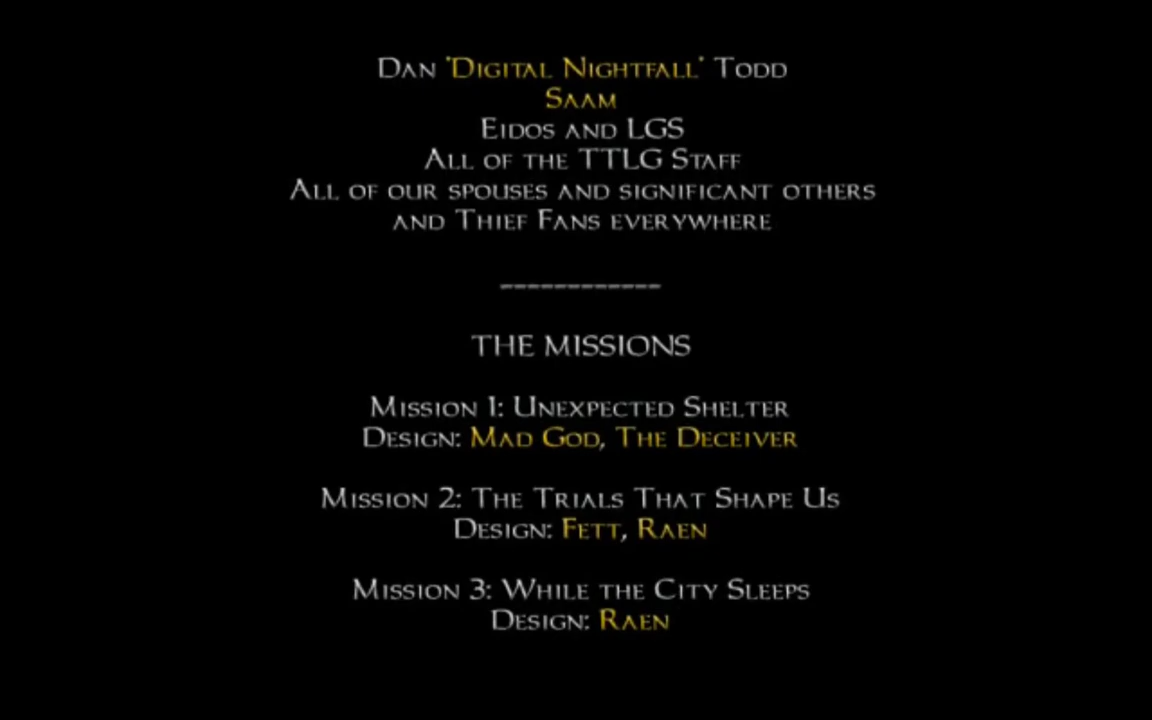 Dan 'Digital Nightfall' Todd
Saam
Eidos and LGS
All of the TTLG Staff
All of our spouses and significant others
and Thief Fans everywhere
------------
THE MISSIONS
Mission 1: Unexpected Shelter
Design: Mad God, The Deceiver
Mission 2: The Trials That Shape Us
Design: Fett, Raen
Mission 3: While the City Sleeps
Design: Raen